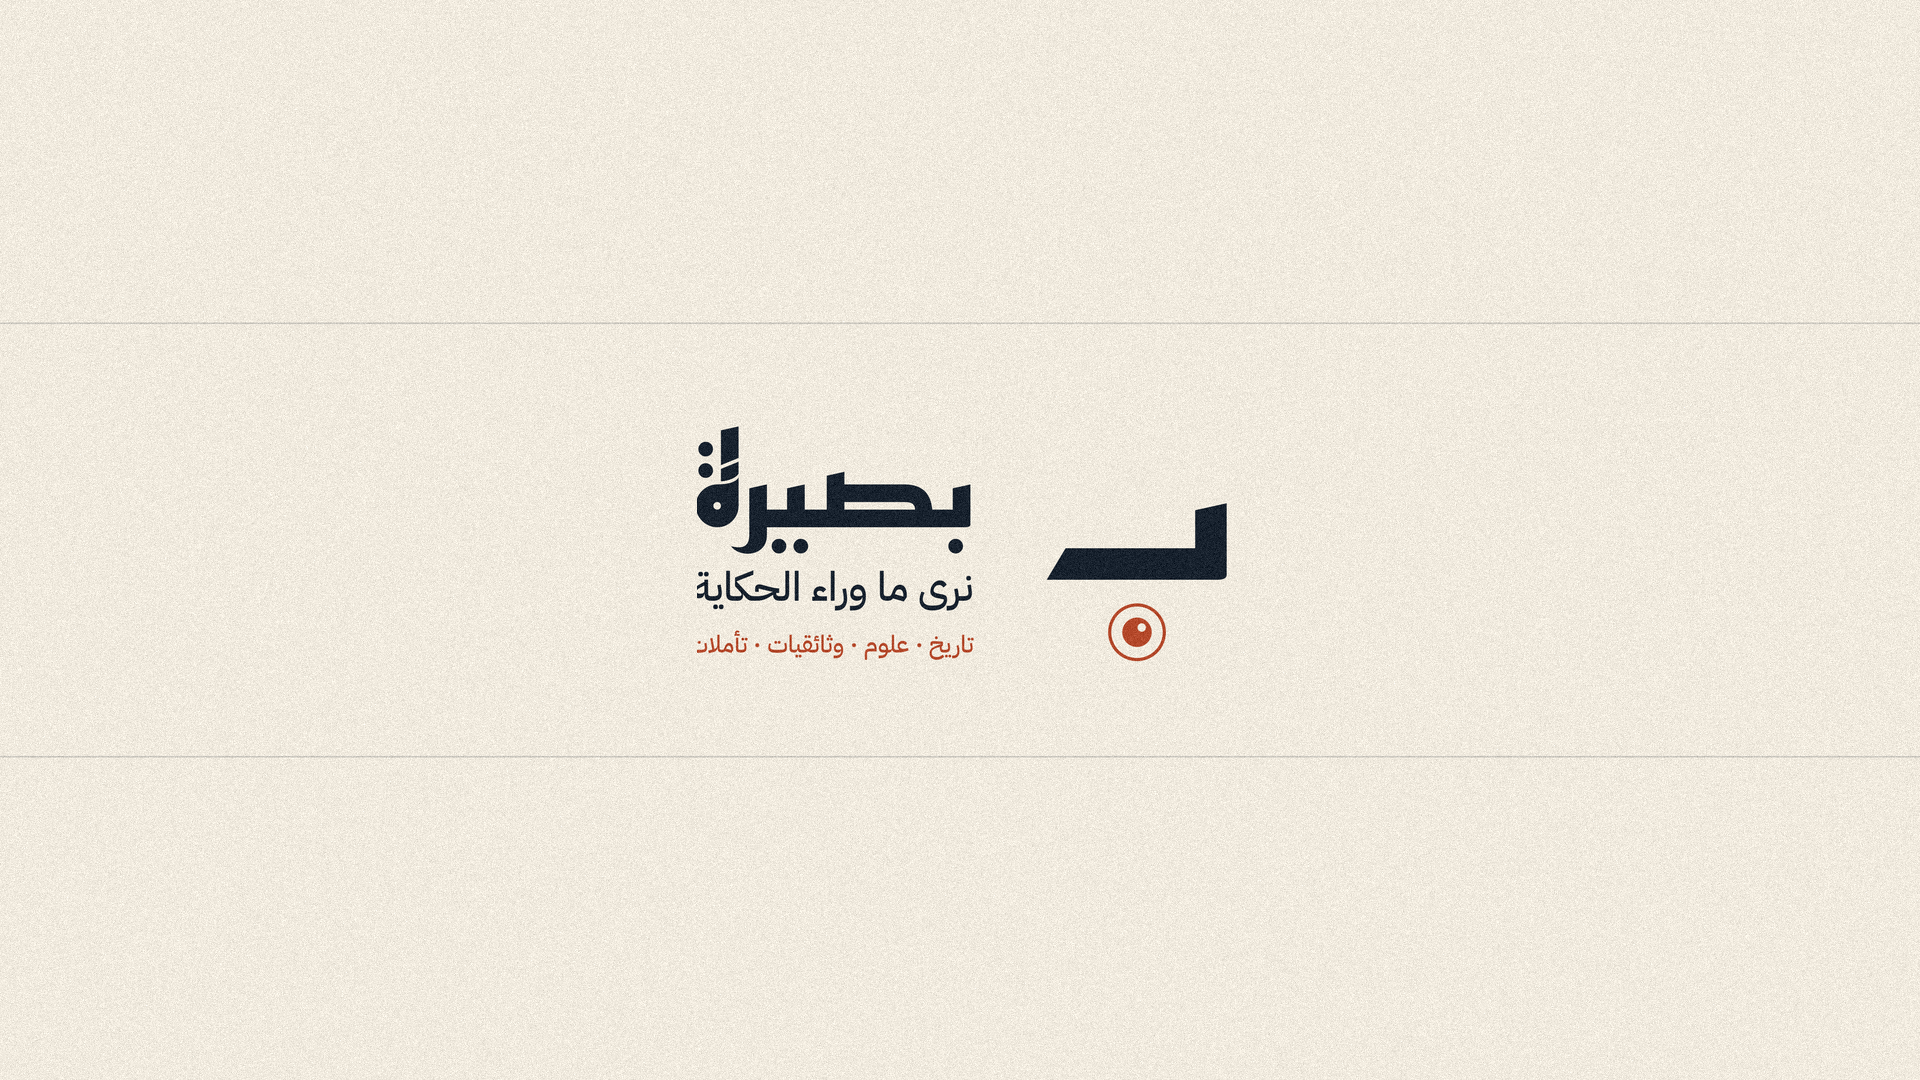 ب
بصيرة
نرى ما وراء الحكاية
تاريخ · علوم · وثائقيات · تأملات